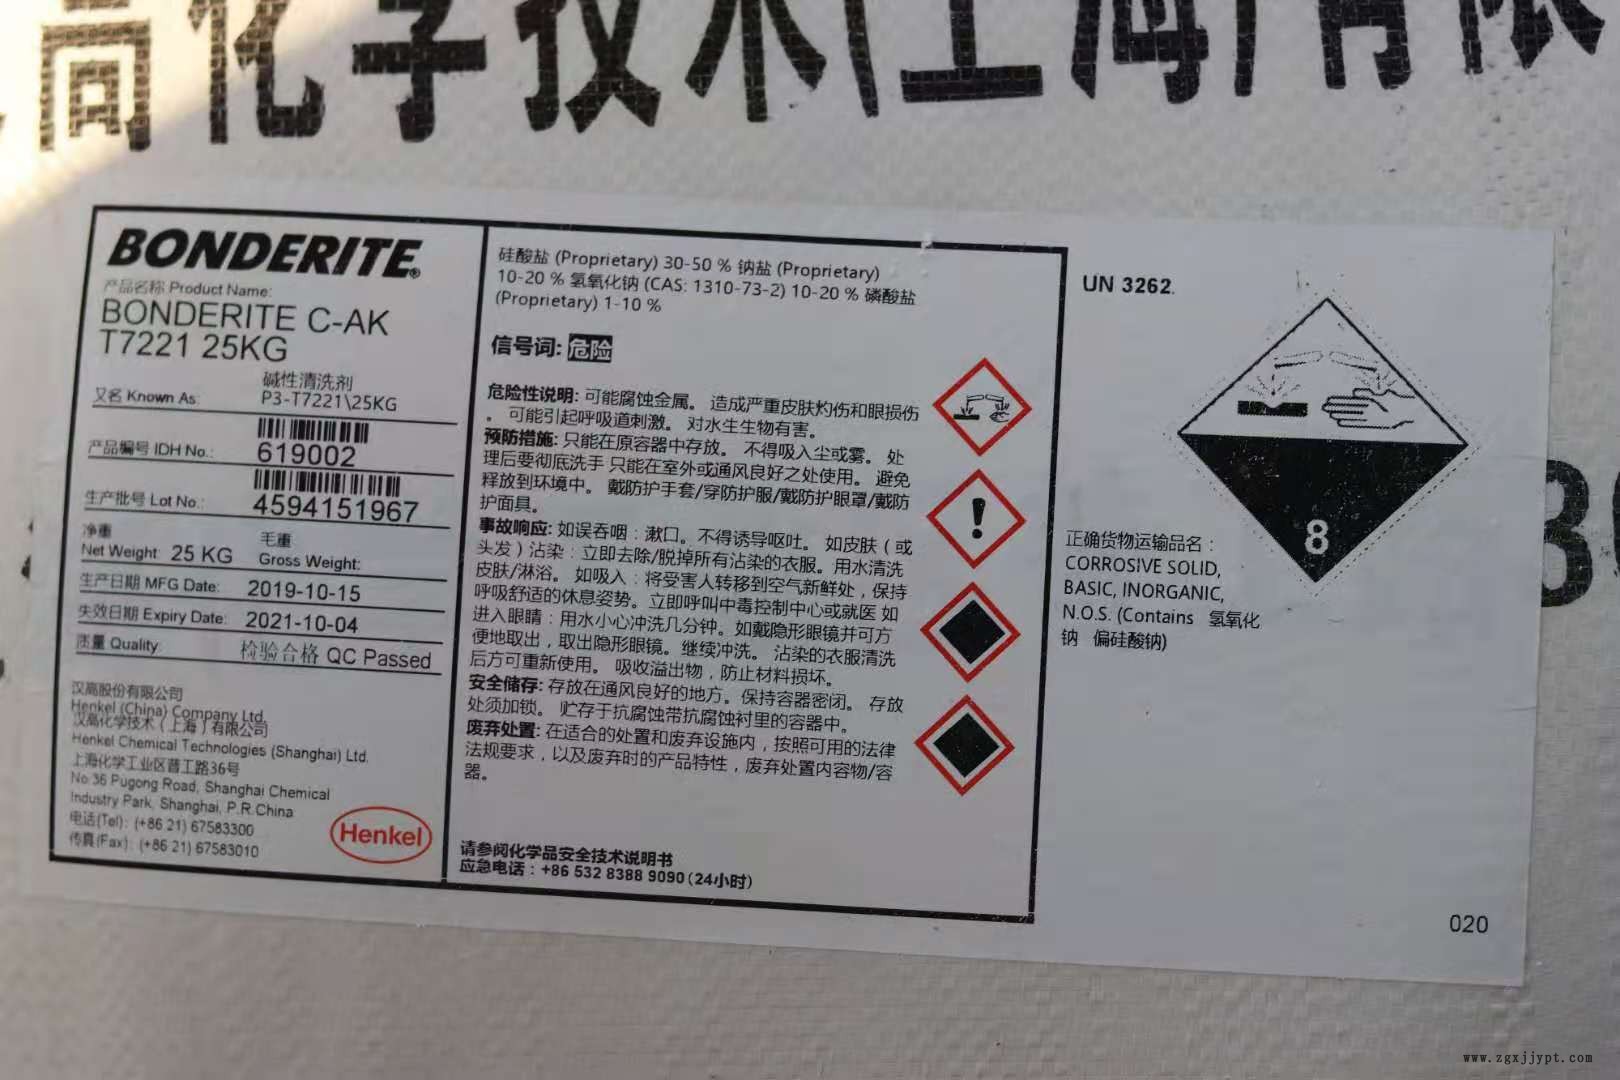 高化学技术(上海)有限
BONDERITE®
产品名称 Product Name:
BONDERITE C-AK
T7221 25KG
碱性清洗剂
又名 Known As: P3-T7221\25KG
产品编号 IDH No.: 619002
生产批号 Lot No.: 4594151967
净重 毛重
Net Weight: 25 KG Gross Weight:
生产日期 MFG Date: 2019-10-15
失效日期 Expiry Date: 2021-10-04
质量 Quality: 检验合格 QC Passed
汉高股份有限公司
Henkel (China) Company Ltd.
汉高化学技术(上海)有限公司
Henkel Chemical Technologies (Shanghai) Ltd.
上海化学工业区普工路36号
No.36 Pugong Road, Shanghai Chemical
Industry Park, Shanghai, P.R.China
电话(Tel): (+86 21) 67583300
传真(Fax): (+86 21) 67583010
Henkel
硅酸盐 (Proprietary) 30-50 % 钠盐 (Proprietary)
10-20 % 氢氧化钠 (CAS: 1310-73-2) 10-20 % 磷酸盐
(Proprietary) 1-10 %
信号词: 危险
危险性说明: 可能腐蚀金属。 造成严重皮肤灼伤和眼损伤
。 可能引起呼吸道刺激。 对水生生物有害。
预防措施: 只能在原容器中存放。 不得吸入尘或雾。 处
理后要彻底洗手 只能在室外或通风良好之处使用。 避免
释放到环境中。 戴防护手套/穿防护服/戴防护眼罩/戴防
护面具。
事故响应: 如误吞咽：漱口。不得诱导呕吐。 如皮肤（或
头发）沾染：立即去除/脱掉所有沾染的衣服。用水清洗
皮肤/淋浴。 如吸入：将受害人转移到空气新鲜处，保持
呼吸舒适的休息姿势。立即呼叫中毒控制中心或就医 如
进入眼睛：用水小心冲洗几分钟。如戴隐形眼镜并可方
便地取出，取出隐形眼镜。继续冲洗。 沾染的衣服清洗
后方可重新使用。 吸收溢出物，防止材料损坏。
安全储存: 存放在通风良好的地方。保持容器密闭。 存放
处须加锁。 贮存于抗腐蚀带抗腐蚀衬里的容器中。
废弃处置: 在适合的处置和废弃设施内，按照可用的法律
法规要求，以及废弃时的产品特性，废弃处置内容物/容
器。
请参阅化学品安全技术说明书
应急电话：+86 532 8388 9090 (24小时)
UN 3262.
8
正确货物运输品名：
CORROSIVE SOLID,
BASIC, INORGANIC,
N.O.S. (Contains 氢氧化
钠 偏硅酸钠)
020
www.zgxjjypt.com